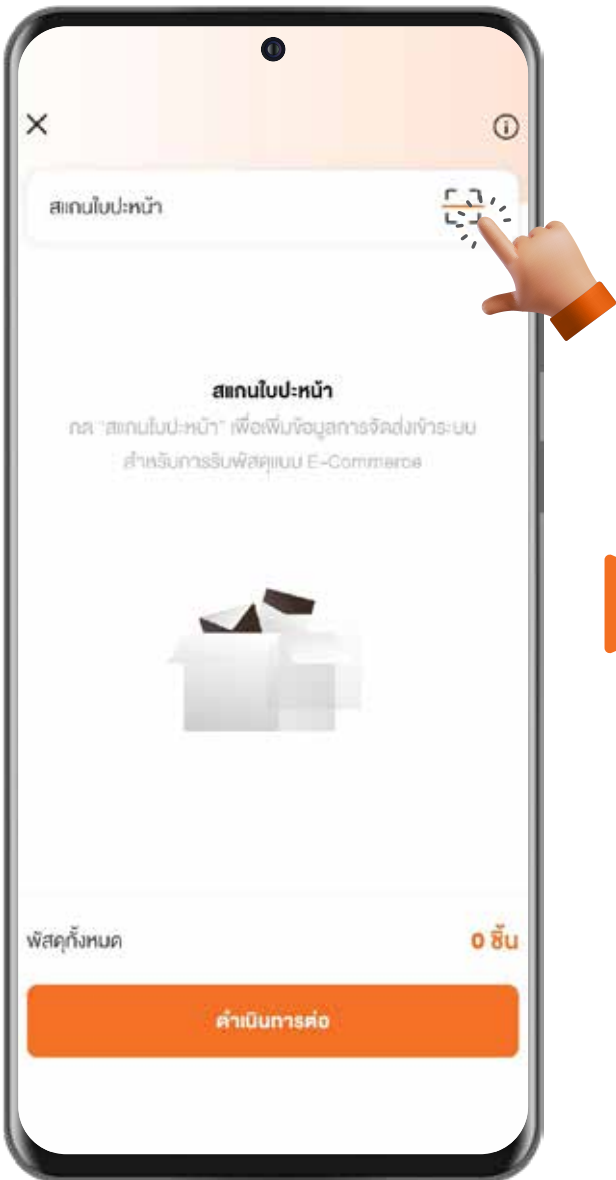 สแกนใบปะหน้า
สแกนใบปะหน้า
กด "สแกนใบปะหน้า" เพื่อเพิ่มข้อมูลการจัดส่งเข้าระบบ
สำหรับการรับพัสดุแบบ E-Commerce
พัสดุทั้งหมด
0 ชิ้น
ดำเนินการต่อ